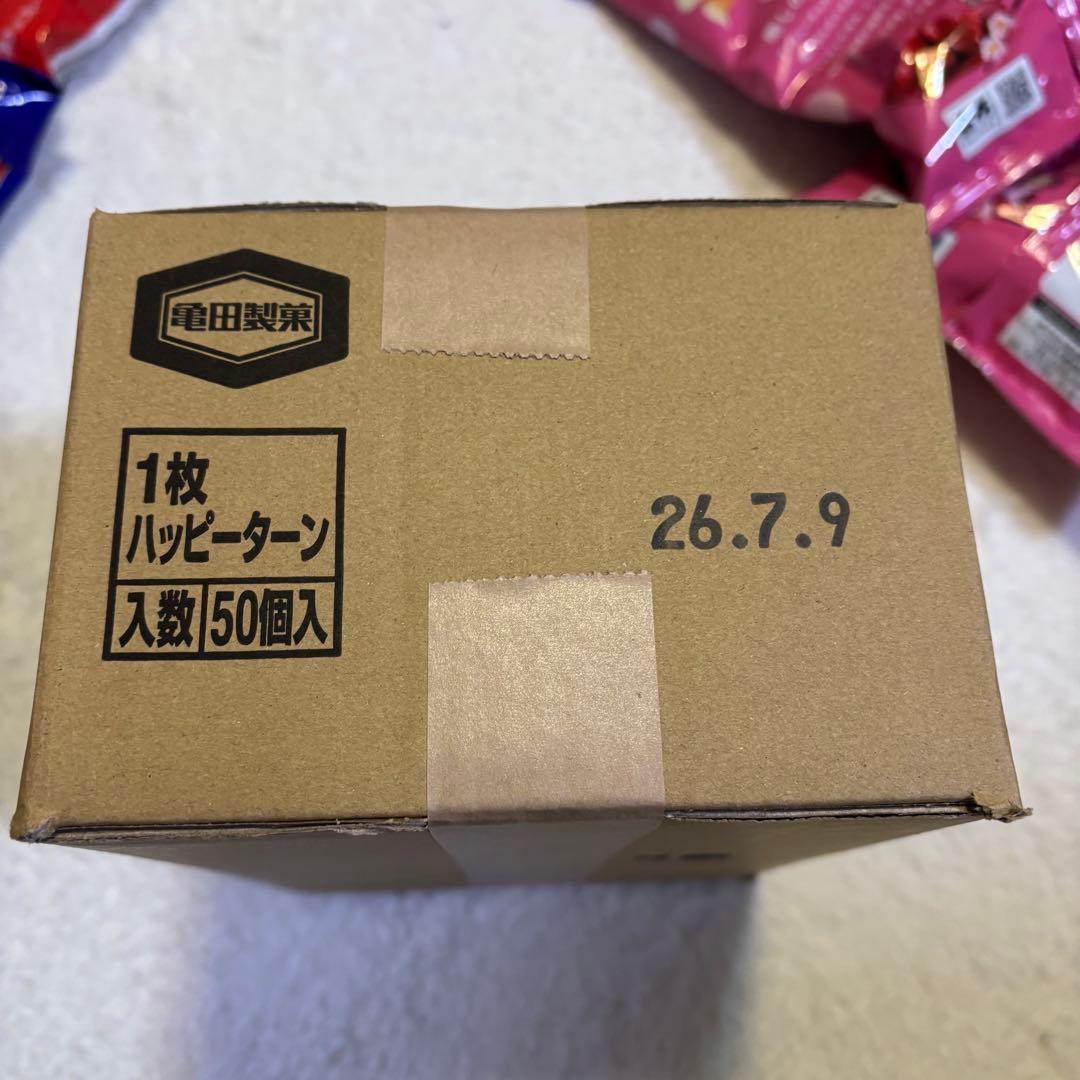 亀田製菓
1枚
ハッピーターン
入数 50個入
26.7.9